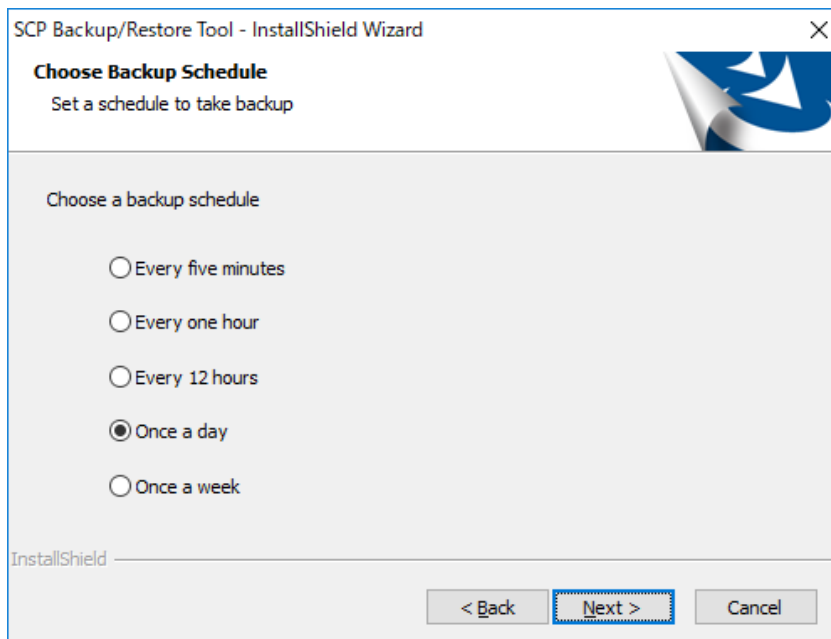 SCP Backup/Restore Tool - InstallShield Wizard
Choose Backup Schedule
Set a schedule to take backup
Choose a backup schedule
Every five minutes
Every one hour
Every 12 hours
Once a day
Once a week
InstallShield
< Back
Next >
Cancel